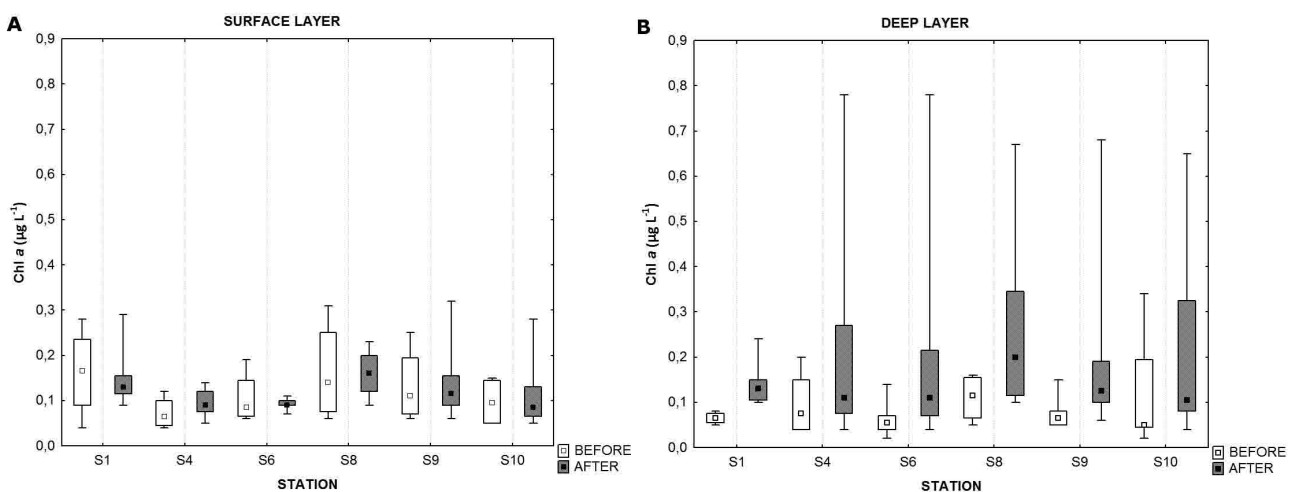 A
SURFACE LAYER
0,9
0,8
0,7
0,6
0,5
0,4
0,3
0,2
0,1
0,0
Chl a (µg L⁻¹)
S1 S4 S6 S8 S9 S10
STATION
BEFORE
AFTER
B
DEEP LAYER
0,9
0,8
0,7
0,6
0,5
0,4
0,3
0,2
0,1
0,0
Chl a (µg L⁻¹)
S1 S4 S6 S8 S9 S10
STATION
BEFORE
AFTER